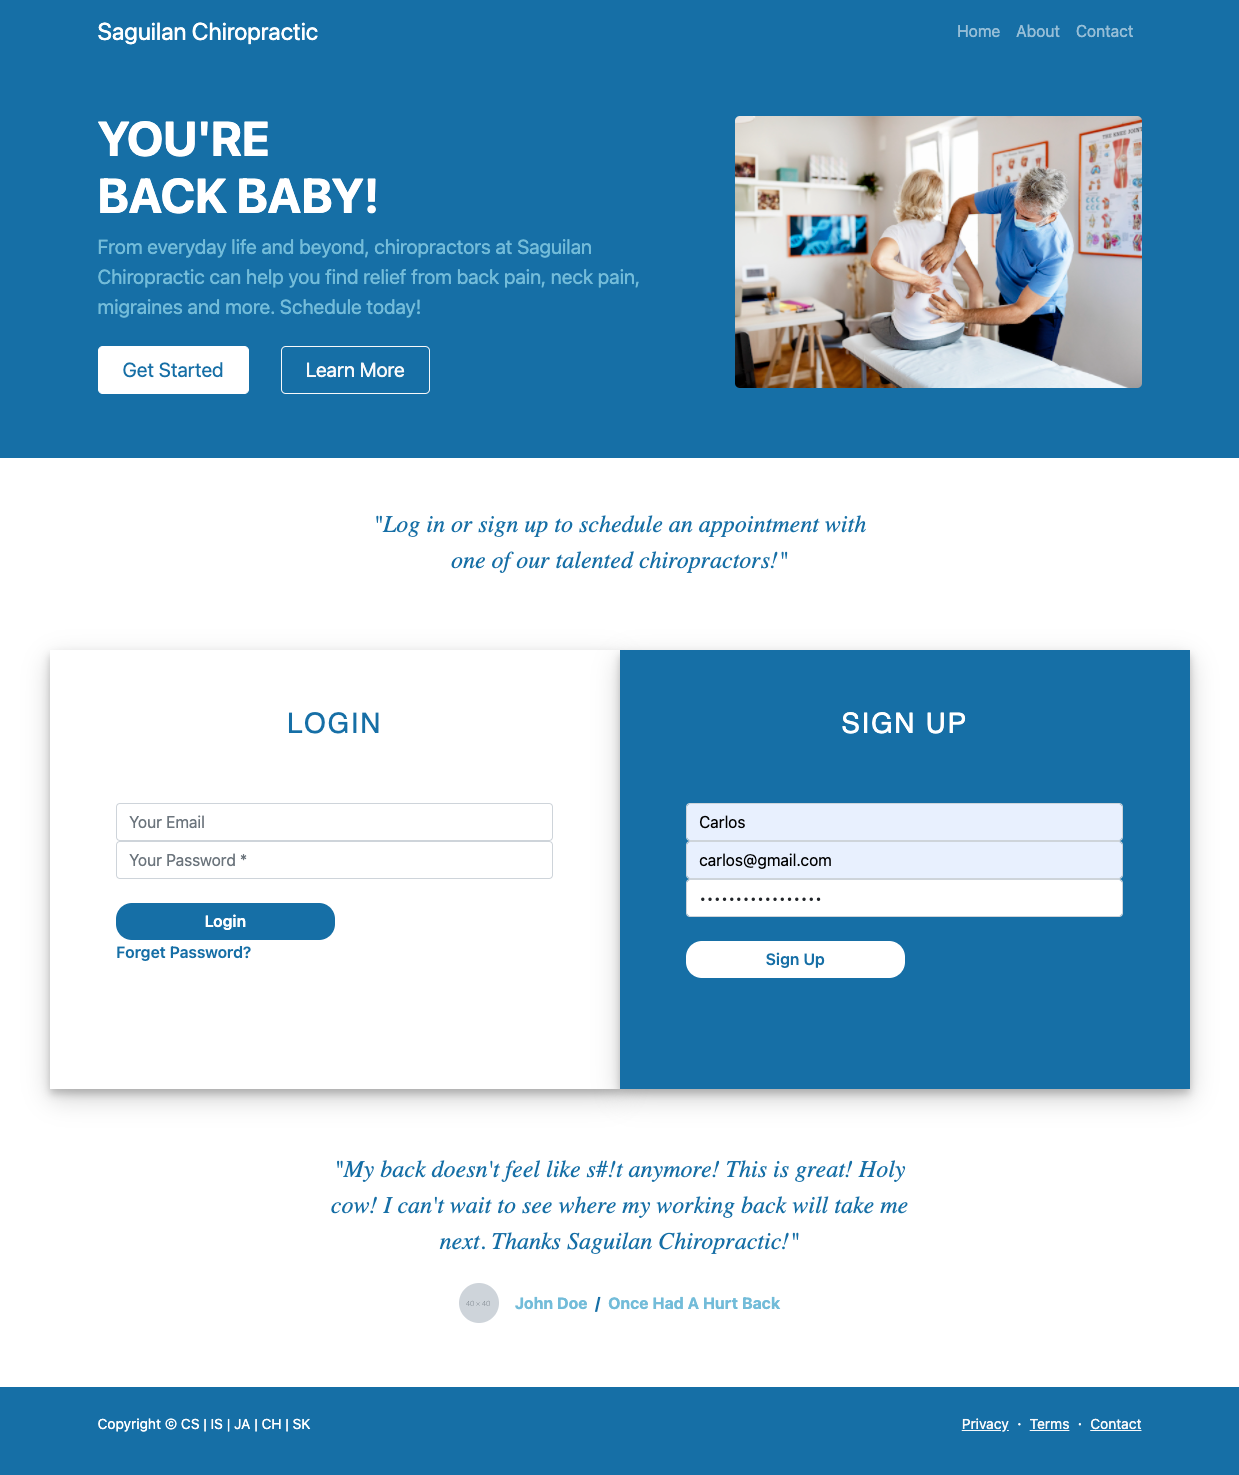 Saguilan Chiropractic
Home About Contact
YOU'RE
BACK BABY!
From everyday life and beyond, chiropractors at Saguilan
Chiropractic can help you find relief from back pain, neck pain,
migraines and more. Schedule today!
Get Started
Learn More
THE KNEE JOINT
"Log in or sign up to schedule an appointment with
one of our talented chiropractors!"
LOGIN
Your Email
Your Password *
Login
Forget Password?
SIGN UP
Carlos
carlos@gmail.com
•••••••••••••••••
Sign Up
"My back doesn't feel like s#!t anymore! This is great! Holy
cow! I can't wait to see where my working back will take me
next. Thanks Saguilan Chiropractic!"
40 x 40
John Doe / Once Had A Hurt Back
Copyright © CS | IS | JA | CH | SK
Privacy · Terms · Contact